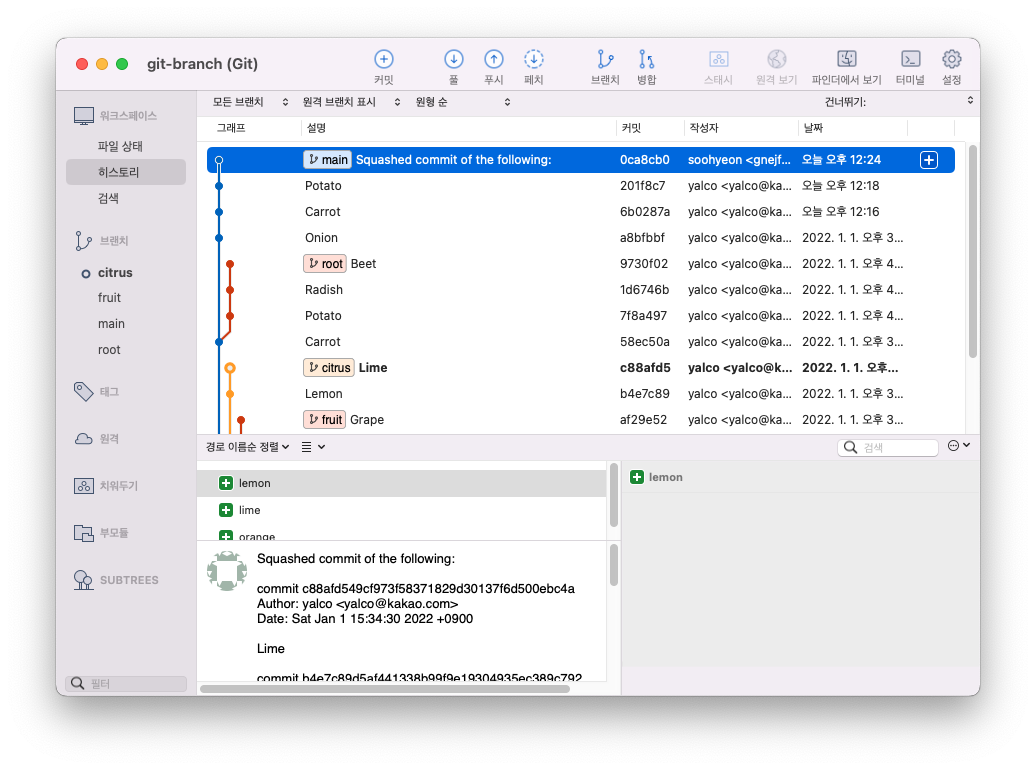 git-branch (Git)
커밋 풀 푸시 페치 브랜치 병합 스태시 원격 보기 파인더에서 보기 터미널 설정
워크스페이스
파일 상태
히스토리
검색
브랜치
citrus
fruit
main
root
태그
원격
치워두기
부모듈
SUBTREES
필터
모든 브랜치 원격 브랜치 표시 원형 순 건너뛰기:
그래프 설명 커밋 작성자 날짜
main Squashed commit of the following: 0ca8cb0 soohyeon <gnejf... 오늘 오후 12:24
Potato 201f8c7 yalco <yalco@ka... 오늘 오후 12:18
Carrot 6b0287a yalco <yalco@ka... 오늘 오후 12:16
Onion a8bfbbf yalco <yalco@ka... 2022. 1. 1. 오후 3...
root Beet 9730f02 yalco <yalco@ka... 2022. 1. 1. 오후 4...
Radish 1d6746b yalco <yalco@ka... 2022. 1. 1. 오후 4...
Potato 7f8a497 yalco <yalco@ka... 2022. 1. 1. 오후 4...
Carrot 58ec50a yalco <yalco@ka... 2022. 1. 1. 오후 3...
citrus Lime c88afd5 yalco <yalco@k... 2022. 1. 1. 오후...
Lemon b4e7c89 yalco <yalco@ka... 2022. 1. 1. 오후 3...
fruit Grape af29e52 yalco <yalco@ka... 2022. 1. 1. 오후 3...
경로 이름순 정렬 검색
lemon
lime
orange
lemon
Squashed commit of the following:
commit c88afd549cf973f58371829d30137f6d500ebc4a
Author: yalco <yalco@kakao.com>
Date: Sat Jan 1 15:34:30 2022 +0900
Lime
commit b4e7c89d5af441338b99f9e19304935ec389c792